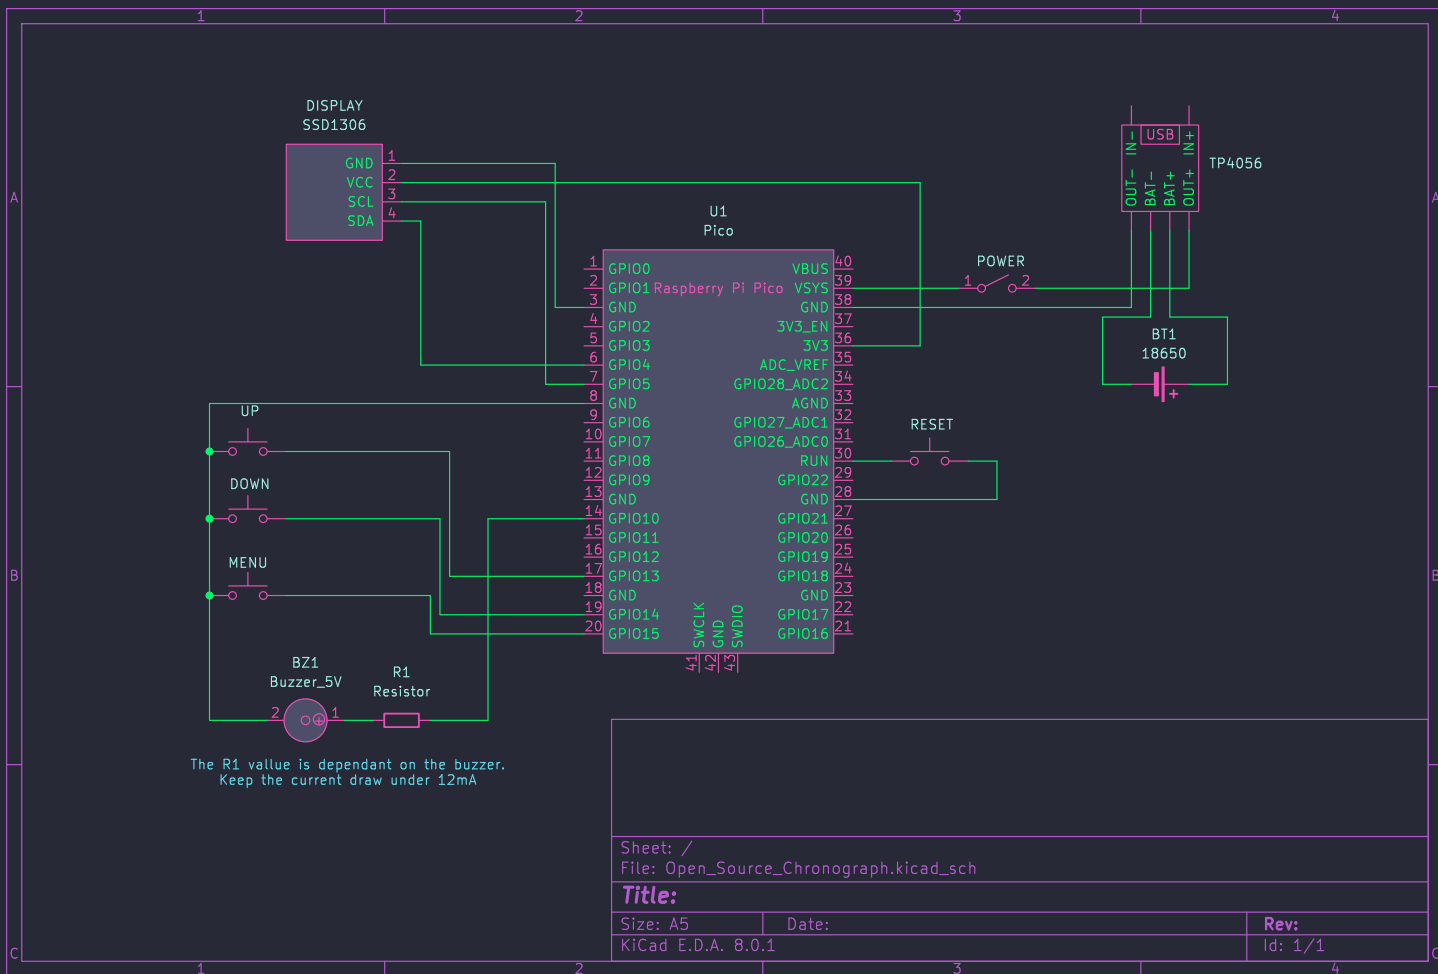 1 2 3 4
DISPLAY
SSD1306
GND 1
VCC 2
SCL 3
SDA 4
USB
IN- IN+
OUT- BAT- BAT+ OUT+
TP4056
A A
U1
Pico
Raspberry Pi Pico
1 GPIO0 VBUS 40
2 GPIO1 VSYS 39
3 GND GND 38
4 GPIO2 3V3_EN 37
5 GPIO3 3V3 36
6 GPIO4 ADC_VREF 35
7 GPIO5 GPIO28_ADC2 34
8 GND AGND 33
9 GPIO6 GPIO27_ADC1 32
10 GPIO7 GPIO26_ADC0 31
11 GPIO8 RUN 30
12 GPIO9 GPIO22 29
13 GND GND 28
14 GPIO10 GPIO21 27
15 GPIO11 GPIO20 26
16 GPIO12 GPIO19 25
17 GPIO13 GPIO18 24
18 GND GND 23
19 GPIO14 GPIO17 22
20 GPIO15 GPIO16 21
SWCLK GND SWDIO
41 42 43
POWER
1 2
BT1
18650
+
RESET
UP
DOWN
MENU
B B
BZ1
Buzzer_5V
2 1
R1
Resistor
The R1 vallue is dependant on the buzzer.
Keep the current draw under 12mA
Sheet: /
File: Open_Source_Chronograph.kicad_sch
Title:
Size: A5 Date: Rev:
KiCad E.D.A. 8.0.1 Id: 1/1
C C
1 2 3 4